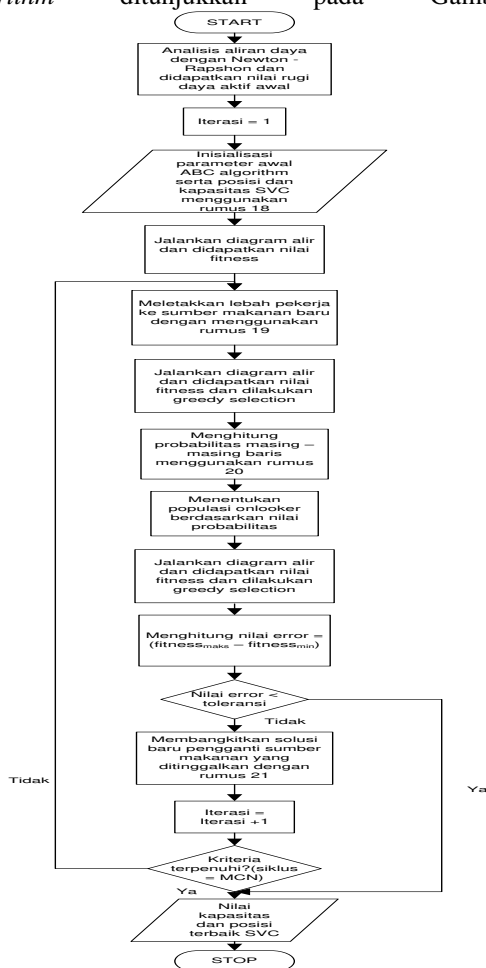 ditunjukkan pada
START
Analisis aliran daya
dengan Newton -
Rapshon dan
didapatkan nilai rugi
daya aktif awal
Iterasi = 1
Inisialisasi
parameter awal
ABC algorithm
serta posisi dan
kapasitas SVC
menggunakan
rumus 18
Jalankan diagram alir
dan didapatkan nilai
fitness
Meletakkan lebah pekerja
ke sumber makanan baru
dengan menggunakan
rumus 19
Jalankan diagram alir
dan didapatkan nilai
fitness dan dilakukan
greedy selection
Menghitung
probabilitas masing –
masing baris
menggunakan rumus
20
Menentukan
populasi onlooker
berdasarkan nilai
probabilitas
Jalankan diagram alir
dan didapatkan nilai
fitness dan dilakukan
greedy selection
Menghitung nilai error =
(fitnessmaks – fitnessmin)
Nilai error <
toleransi
Tidak
Membangkitkan solusi
baru pengganti sumber
makanan yang
ditinggalkan dengan
rumus 21
Tidak
Ya
Iterasi =
Iterasi +1
Kriteria
terpenuhi?(siklus
= MCN)
Ya
Nilai
kapasitas
dan posisi
terbaik SVC
STOP